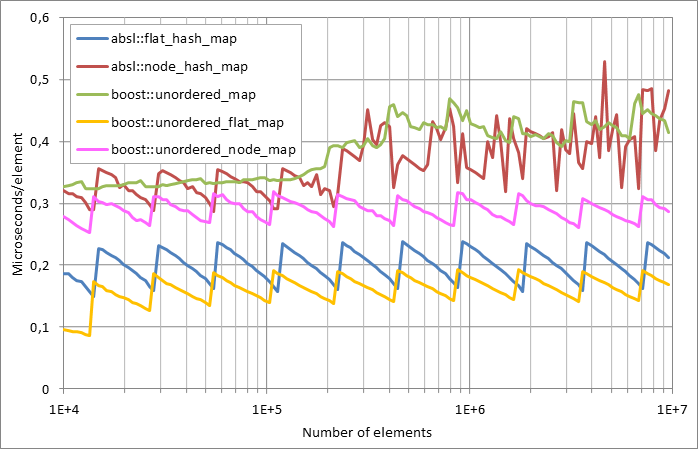 0,6
0,5
0,4
0,3
0,2
0,1
0
Microseconds/element
absl::flat_hash_map
absl::node_hash_map
boost::unordered_map
boost::unordered_flat_map
boost::unordered_node_map
1E+4 1E+5 1E+6 1E+7
Number of elements